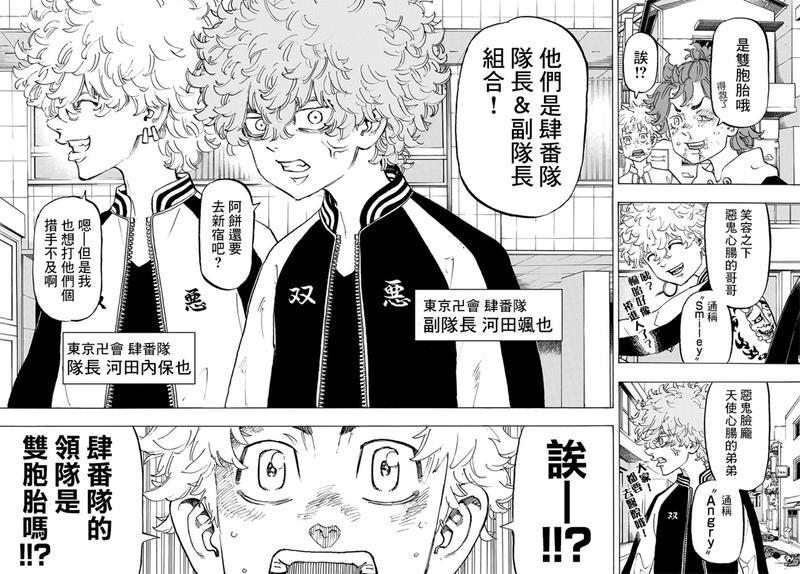 是雙胞胎哦
得救了
誒!?
笑容之下
惡鬼心腸的哥哥
通稱
"Smiley"
咦?
輪胎好像
捲進人了?
惡鬼臉龐
天使心腸的弟弟
通稱
"Angry"
大家!
都要
去醫院哦!
双
他們是肆番隊
隊長&副隊長
組合!
阿餅還要
去新宿吧?
嗯—但是我
也想打他們個
措手不及啊
双 惡
惡
東京卍會 肆番隊
副隊長 河田颯也
東京卍會 肆番隊
隊長 河田內保也
誒—!!?
肆番隊的
領隊是
雙胞胎嗎!!?